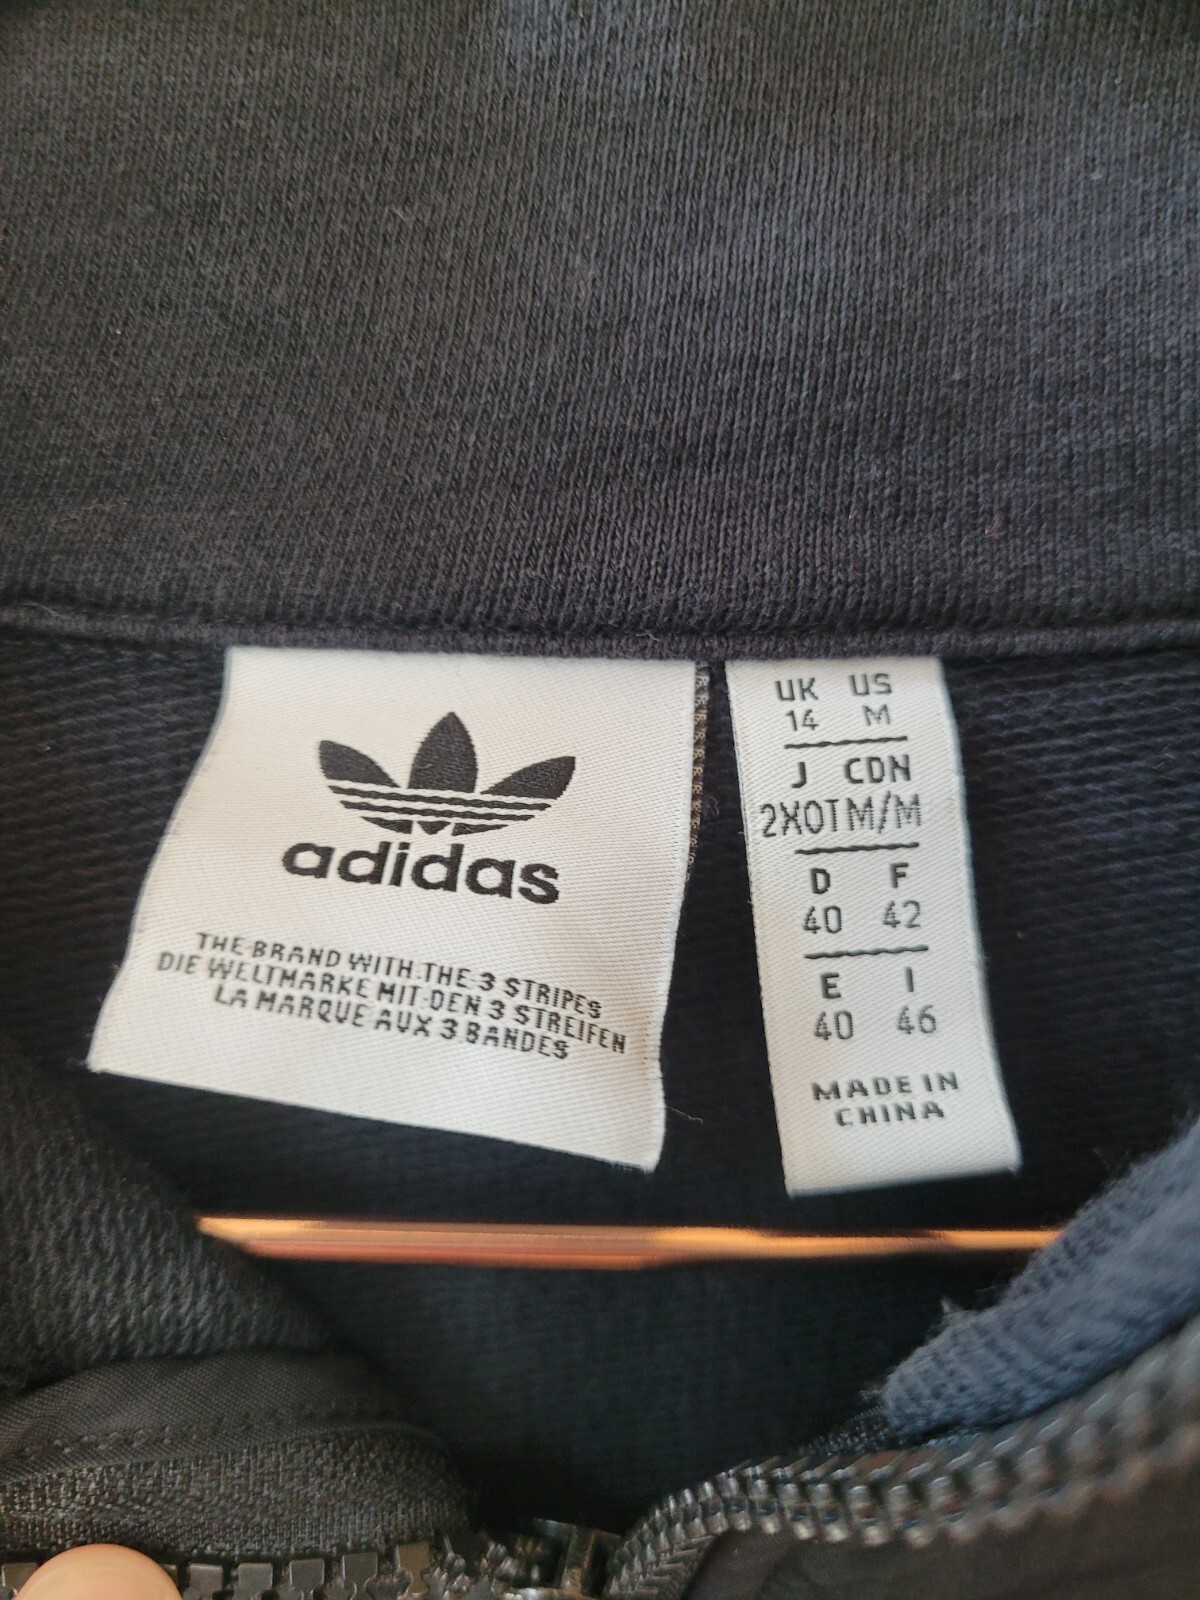 adidas
THE BRAND WITH THE 3 STRIPES
DIE WELTMARKE MIT DEN 3 STREIFEN
LA MARQUE AUX 3 BANDES
UK US
14 M
J CDN
2XOT M/M
D F
40 42
E I
40 46
MADE IN
CHINA